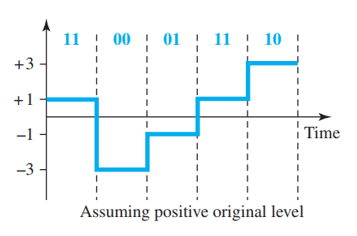 11 00 01 11 10
+3
+1
−1
Time
−3
Assuming positive original level